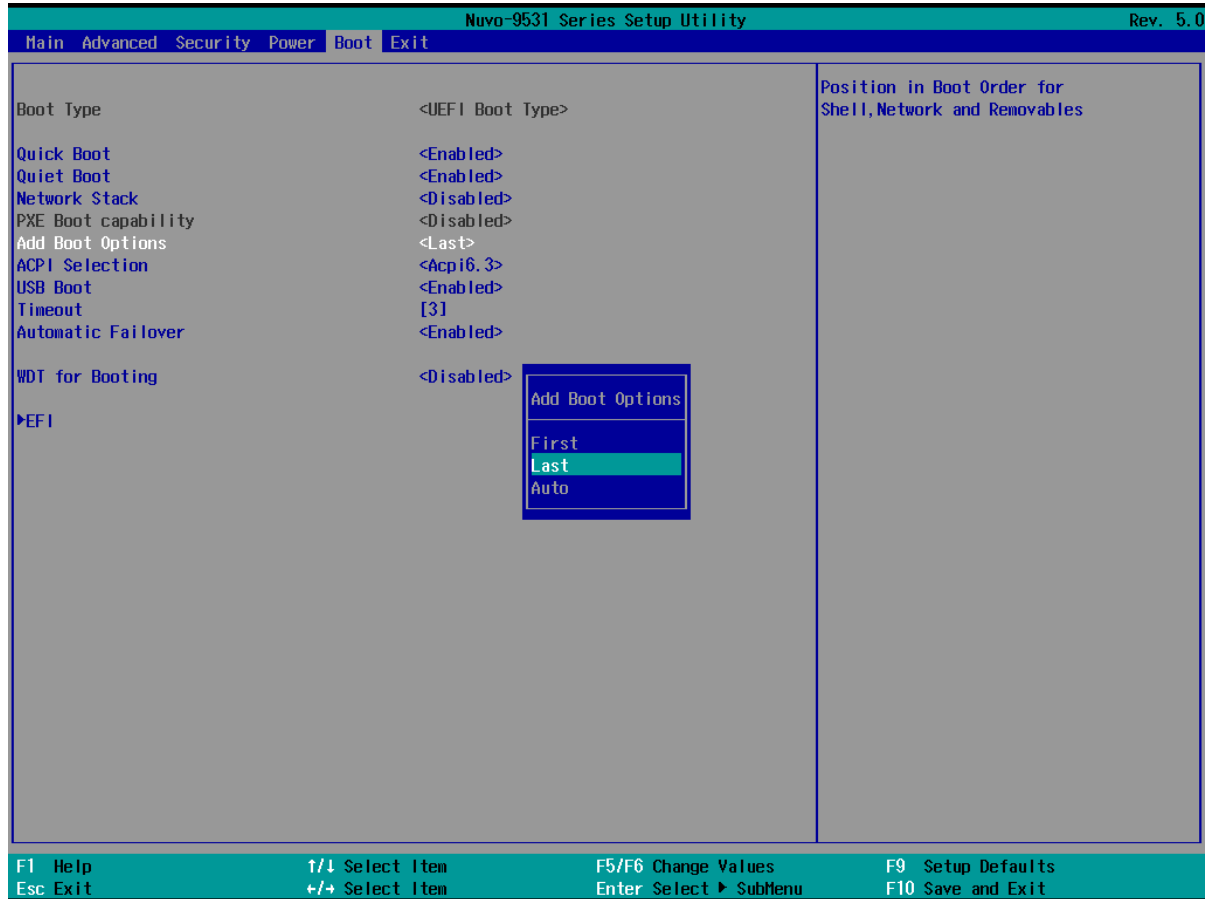 Nuvo-9531 Series Setup Utility Rev. 5.0
Main Advanced Security Power Boot Exit
Position in Boot Order for
Shell,Network and Removables
Boot Type <UEFI Boot Type>
Quick Boot <Enabled>
Quiet Boot <Enabled>
Network Stack <Disabled>
PXE Boot capability <Disabled>
Add Boot Options <Last>
ACPI Selection <Acpi6.3>
USB Boot <Enabled>
Timeout [3]
Automatic Failover <Enabled>
WDT for Booting <Disabled>
▶EFI
Add Boot Options
First
Last
Auto
F1 Help ↑/↓ Select Item F5/F6 Change Values F9 Setup Defaults
Esc Exit ←/→ Select Item Enter Select ▶ SubMenu F10 Save and Exit